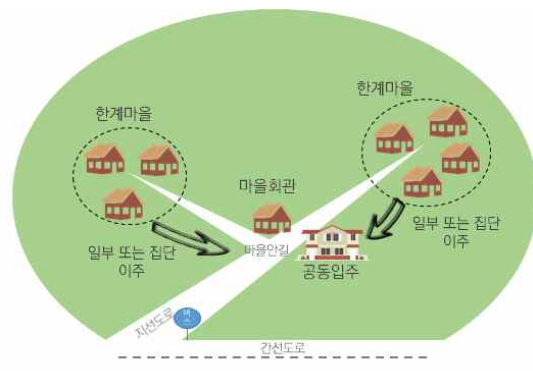 한계마을
한계마을
마을회관
일부 또는 집단
이주
마을안길
공동입주
일부 또는 집단
이주
지선도로
버스
간선도로